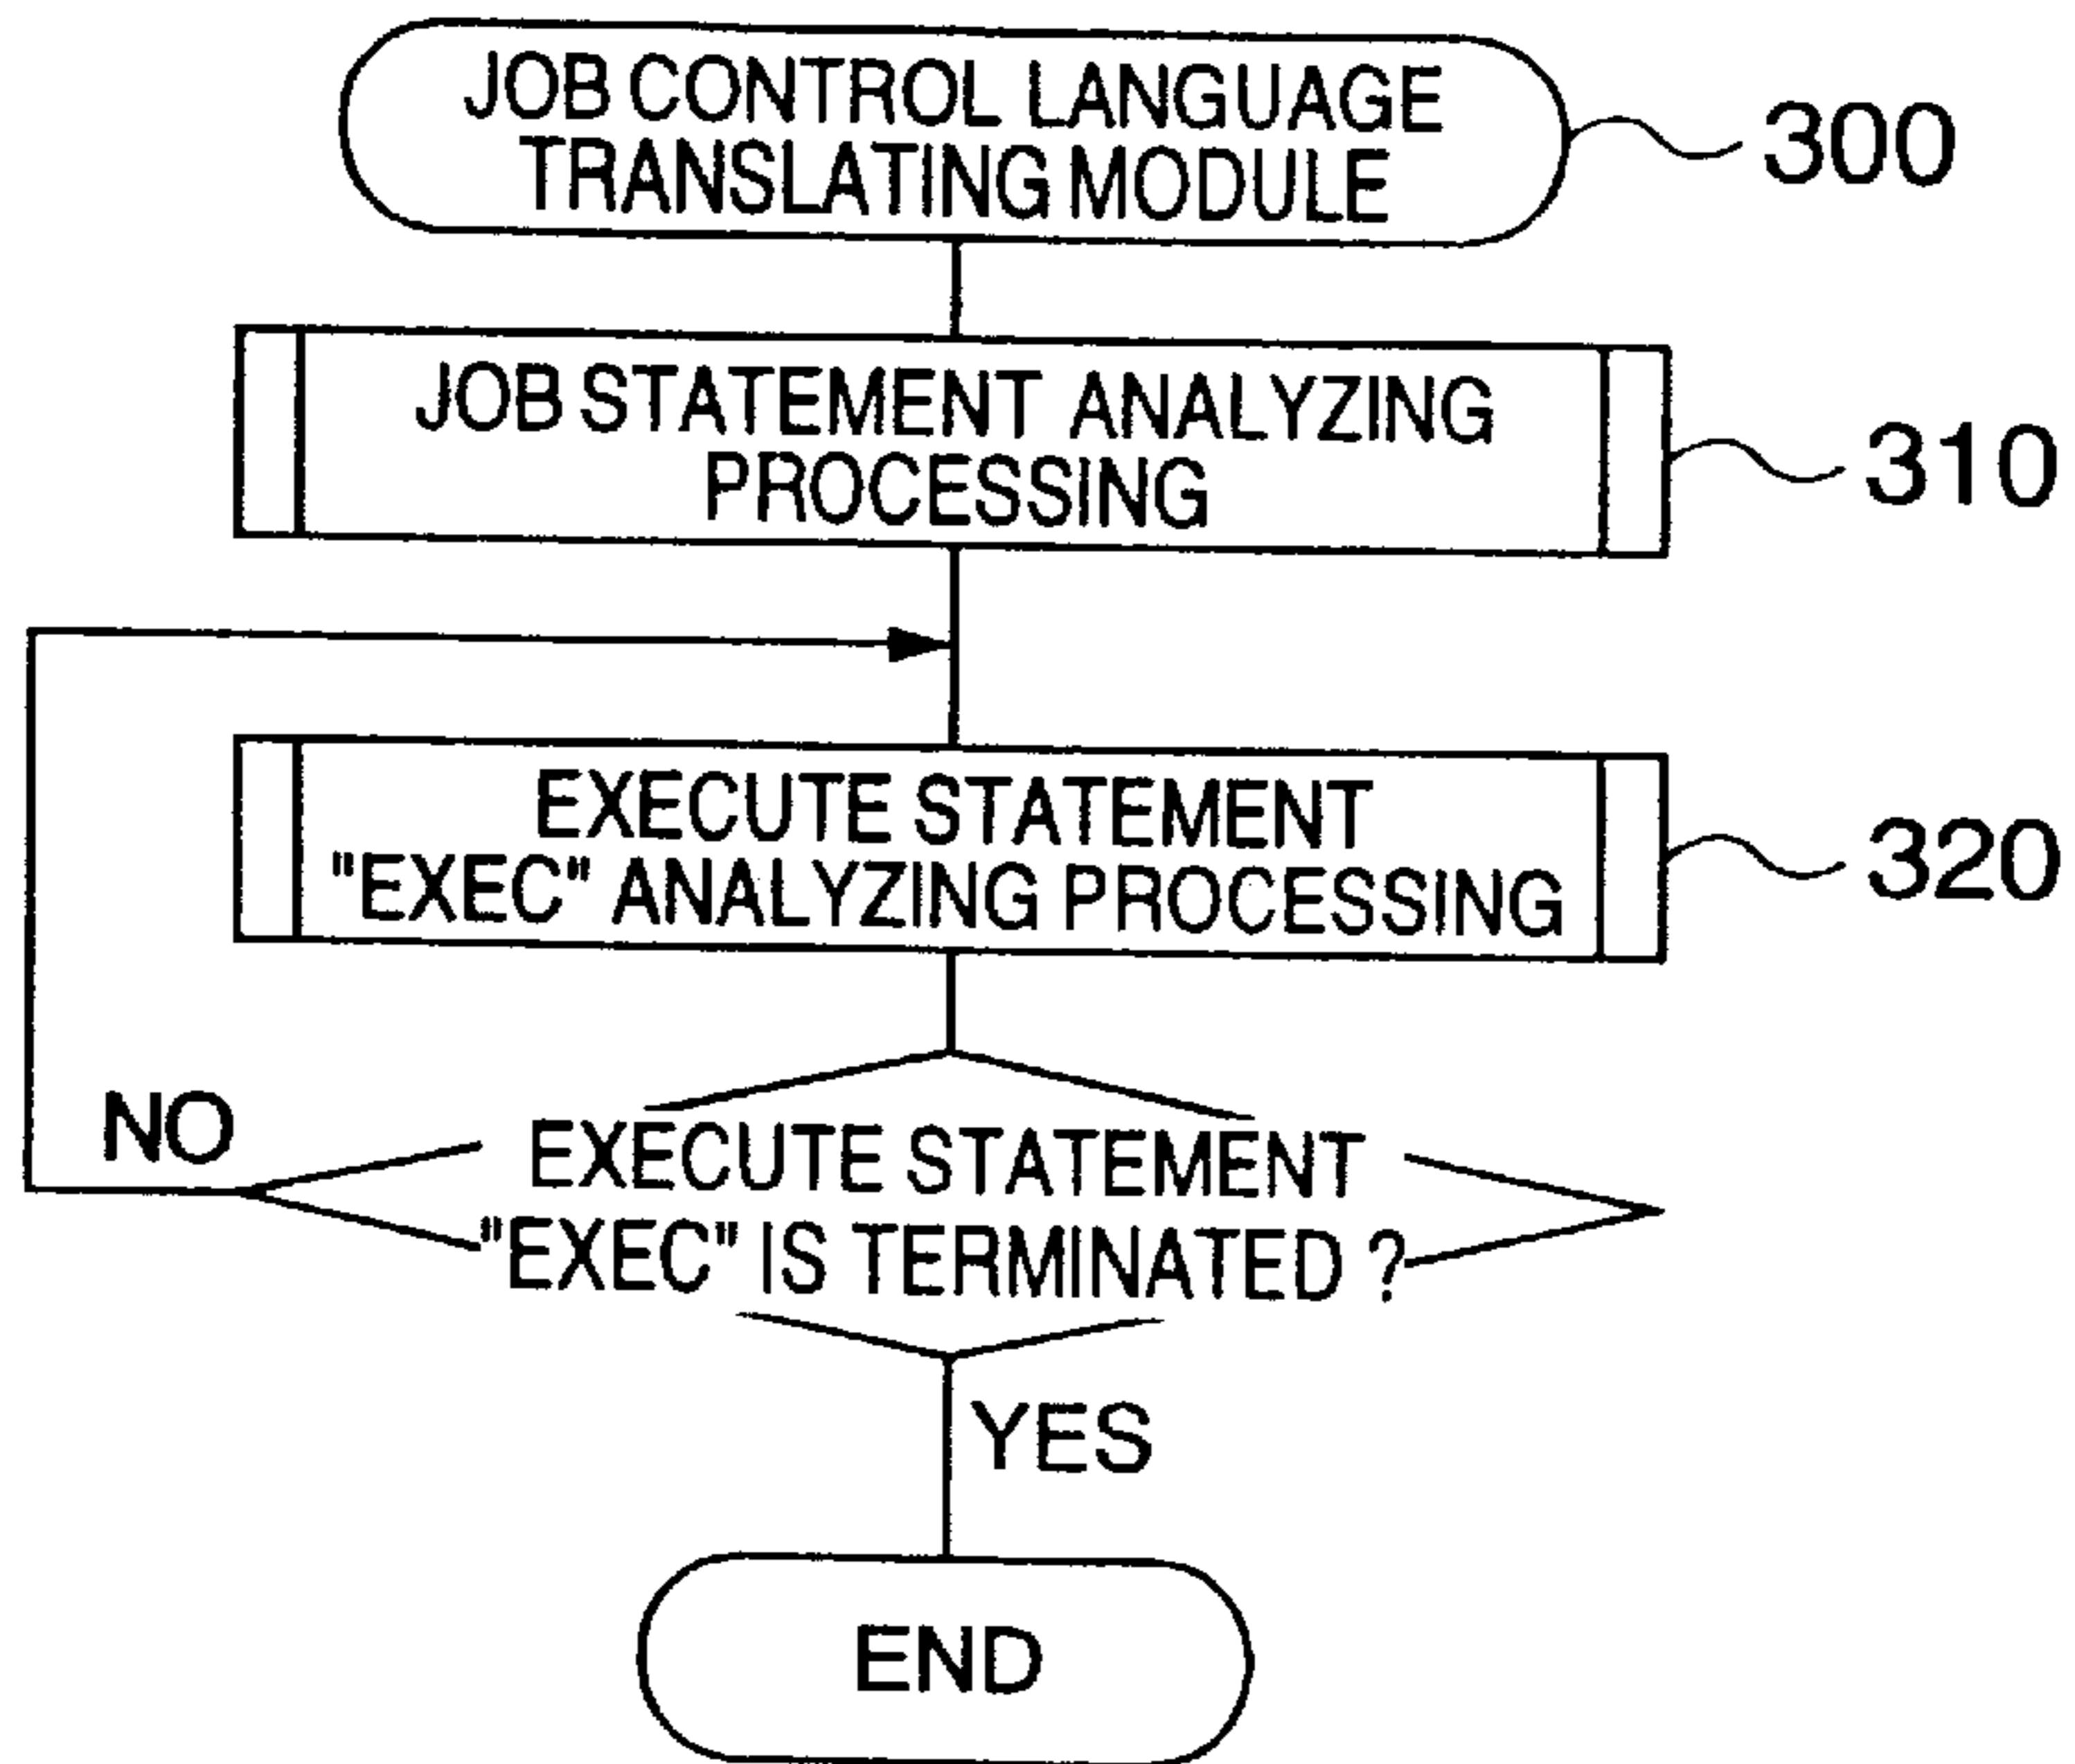 JOB CONTROL LANGUAGE
TRANSLATING MODULE
300
JOB STATEMENT ANALYZING
PROCESSING
310
EXECUTE STATEMENT
"EXEC" ANALYZING PROCESSING
320
NO
EXECUTE STATEMENT
"EXEC" IS TERMINATED ?
YES
END